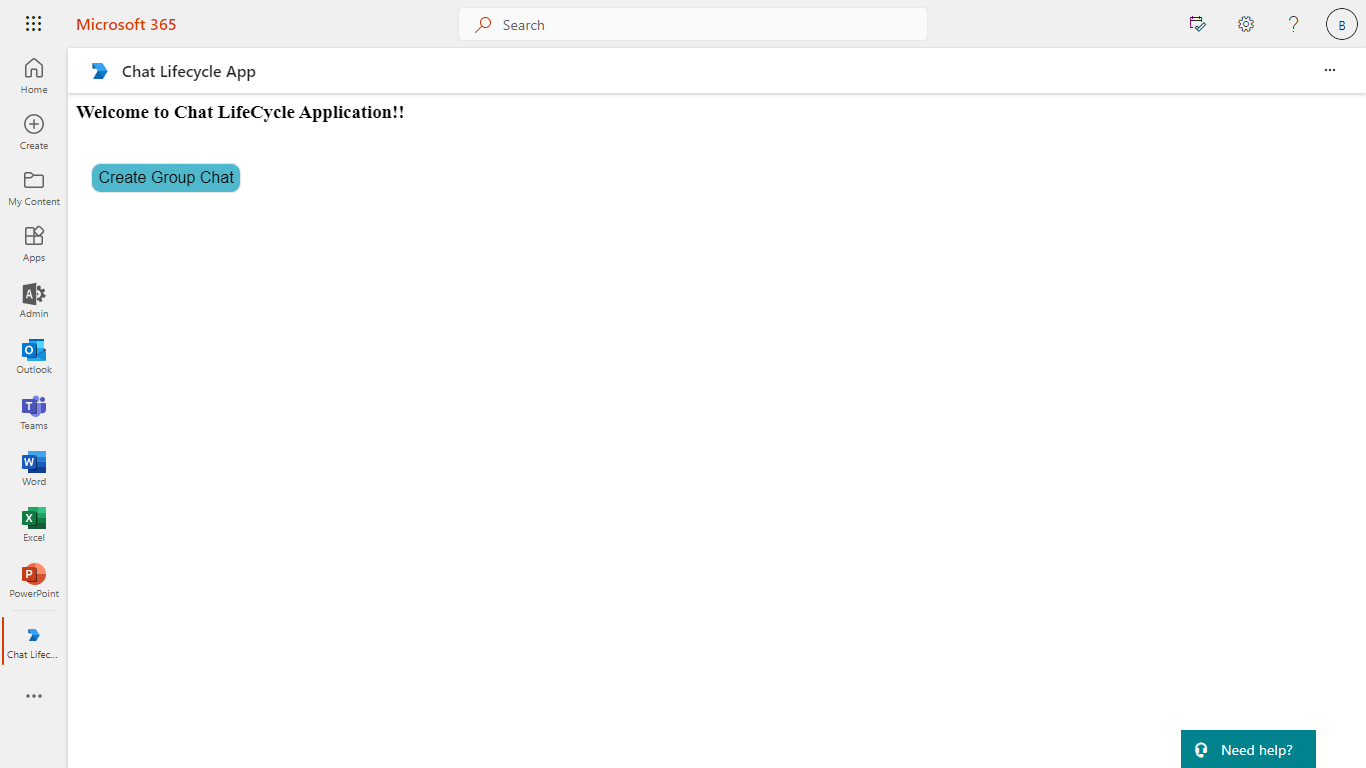 Microsoft 365
Search
B
Home
Create
My Content
Apps
Admin
Outlook
Teams
Word
Excel
PowerPoint
Chat Lifec...
Chat Lifecycle App
Welcome to Chat LifeCycle Application!!
Create Group Chat
Need help?